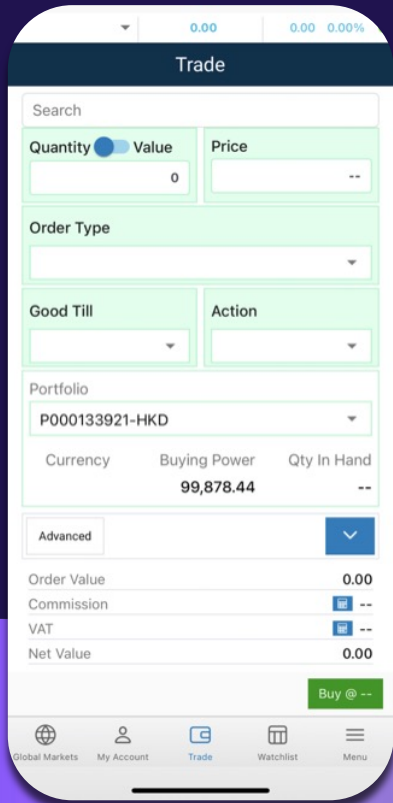 0.00 0.00 0.00%
Trade
Search
Quantity Value Price
0 --
Order Type
Good Till Action
Portfolio
P000133921-HKD
Currency Buying Power Qty In Hand
99,878.44 --
Advanced
Order Value 0.00
Commission --
VAT --
Net Value 0.00
Buy @ --
Global Markets My Account Trade Watchlist Menu